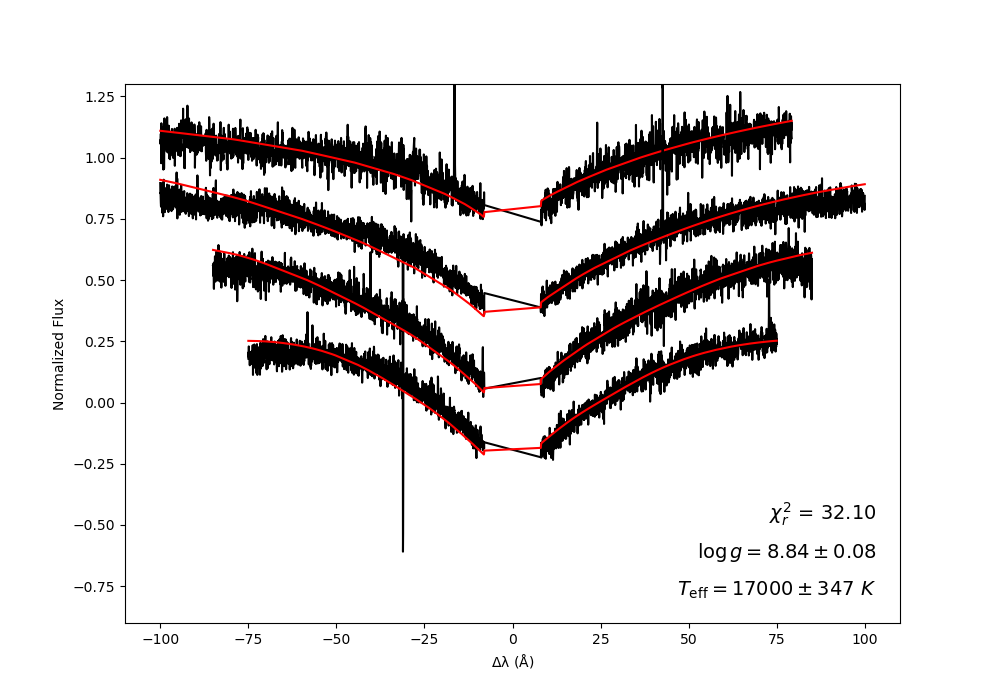 1.25
1.00
0.75
0.50
0.25
0.00
−0.25
−0.50
−0.75
Normalized Flux
χ²ᵣ = 32.10
log g = 8.84 ± 0.08
T_eff = 17000 ± 347 K
−100 −75 −50 −25 0 25 50 75 100
Δλ (Å)